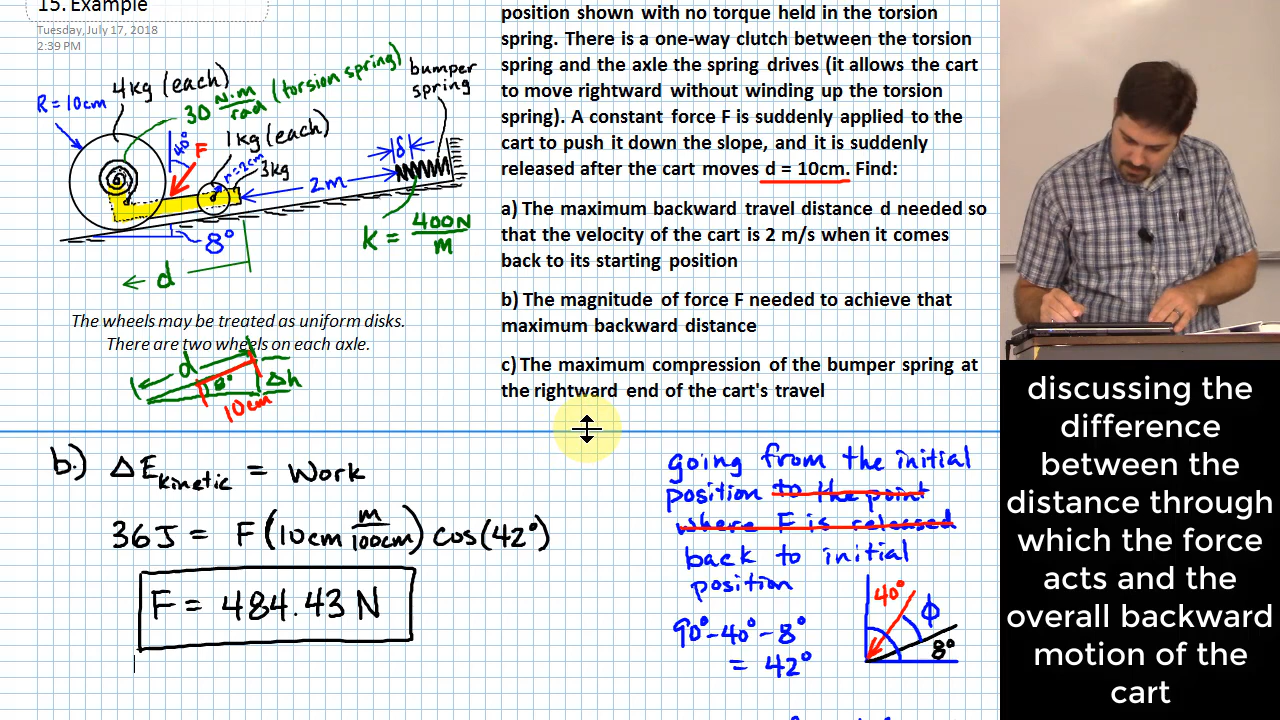 15. Example
Tuesday, July 17, 2018
2:39 PM
4kg (each)
30 N·m/rad (torsion spring)
bumper
spring
R = 10cm
40°
F
1kg (each)
r=2cm
3kg
δ
2m
8°
K = 400N/m
d
The wheels may be treated as uniform disks.
There are two wheels on each axle.
d
8°
Δh
10cm
position shown with no torque held in the torsion
spring. There is a one-way clutch between the torsion
spring and the axle the spring drives (it allows the cart
to move rightward without winding up the torsion
spring). A constant force F is suddenly applied to the
cart to push it down the slope, and it is suddenly
released after the cart moves d = 10cm. Find:
a) The maximum backward travel distance d needed so
that the velocity of the cart is 2 m/s when it comes
back to its starting position
b) The magnitude of force F needed to achieve that
maximum backward distance
c) The maximum compression of the bumper spring at
the rightward end of the cart's travel
b.) ΔEkinetic = Work
36J = F (10cm m/100cm) cos(42°)
F = 484.43 N
going from the initial
position to the point
where F is released
back to initial
position
90°-40°-8°
= 42°
40°
ϕ
8°
discussing the
difference
between the
distance through
which the force
acts and the
overall backward
motion of the
cart